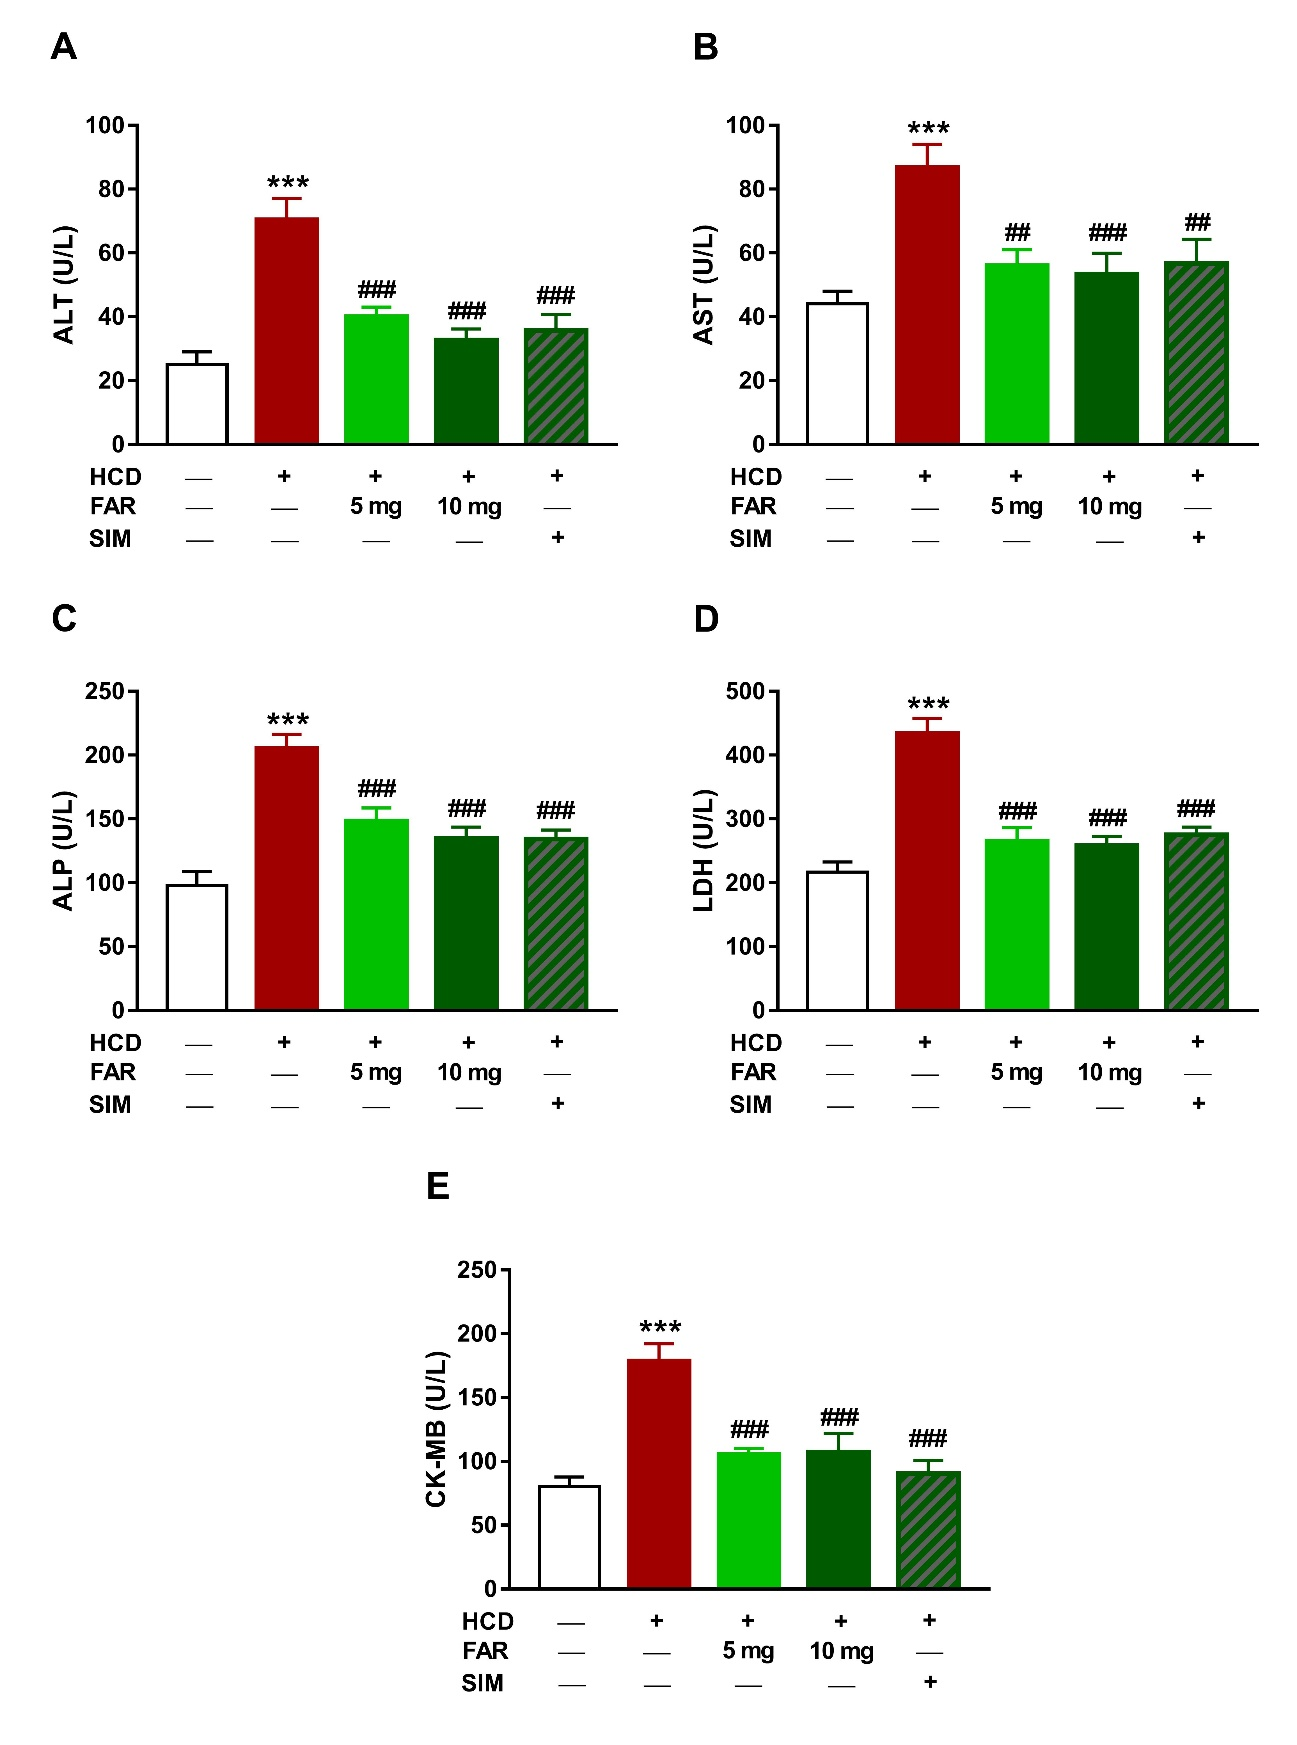 A
ALT (U/L)
100
80
60
40
20
0
***
###
###
###
HCD — + + + +
FAR — — 5 mg 10 mg —
SIM — — — — +
B
AST (U/L)
100
80
60
40
20
0
***
##
###
##
HCD — + + + +
FAR — — 5 mg 10 mg —
SIM — — — — +
C
ALP (U/L)
250
200
150
100
50
0
***
###
###
###
HCD — + + + +
FAR — — 5 mg 10 mg —
SIM — — — — +
D
LDH (U/L)
500
400
300
200
100
0
***
###
###
###
HCD — + + + +
FAR — — 5 mg 10 mg —
SIM — — — — +
E
CK-MB (U/L)
250
200
150
100
50
0
***
###
###
###
HCD — + + + +
FAR — — 5 mg 10 mg —
SIM — — — — +